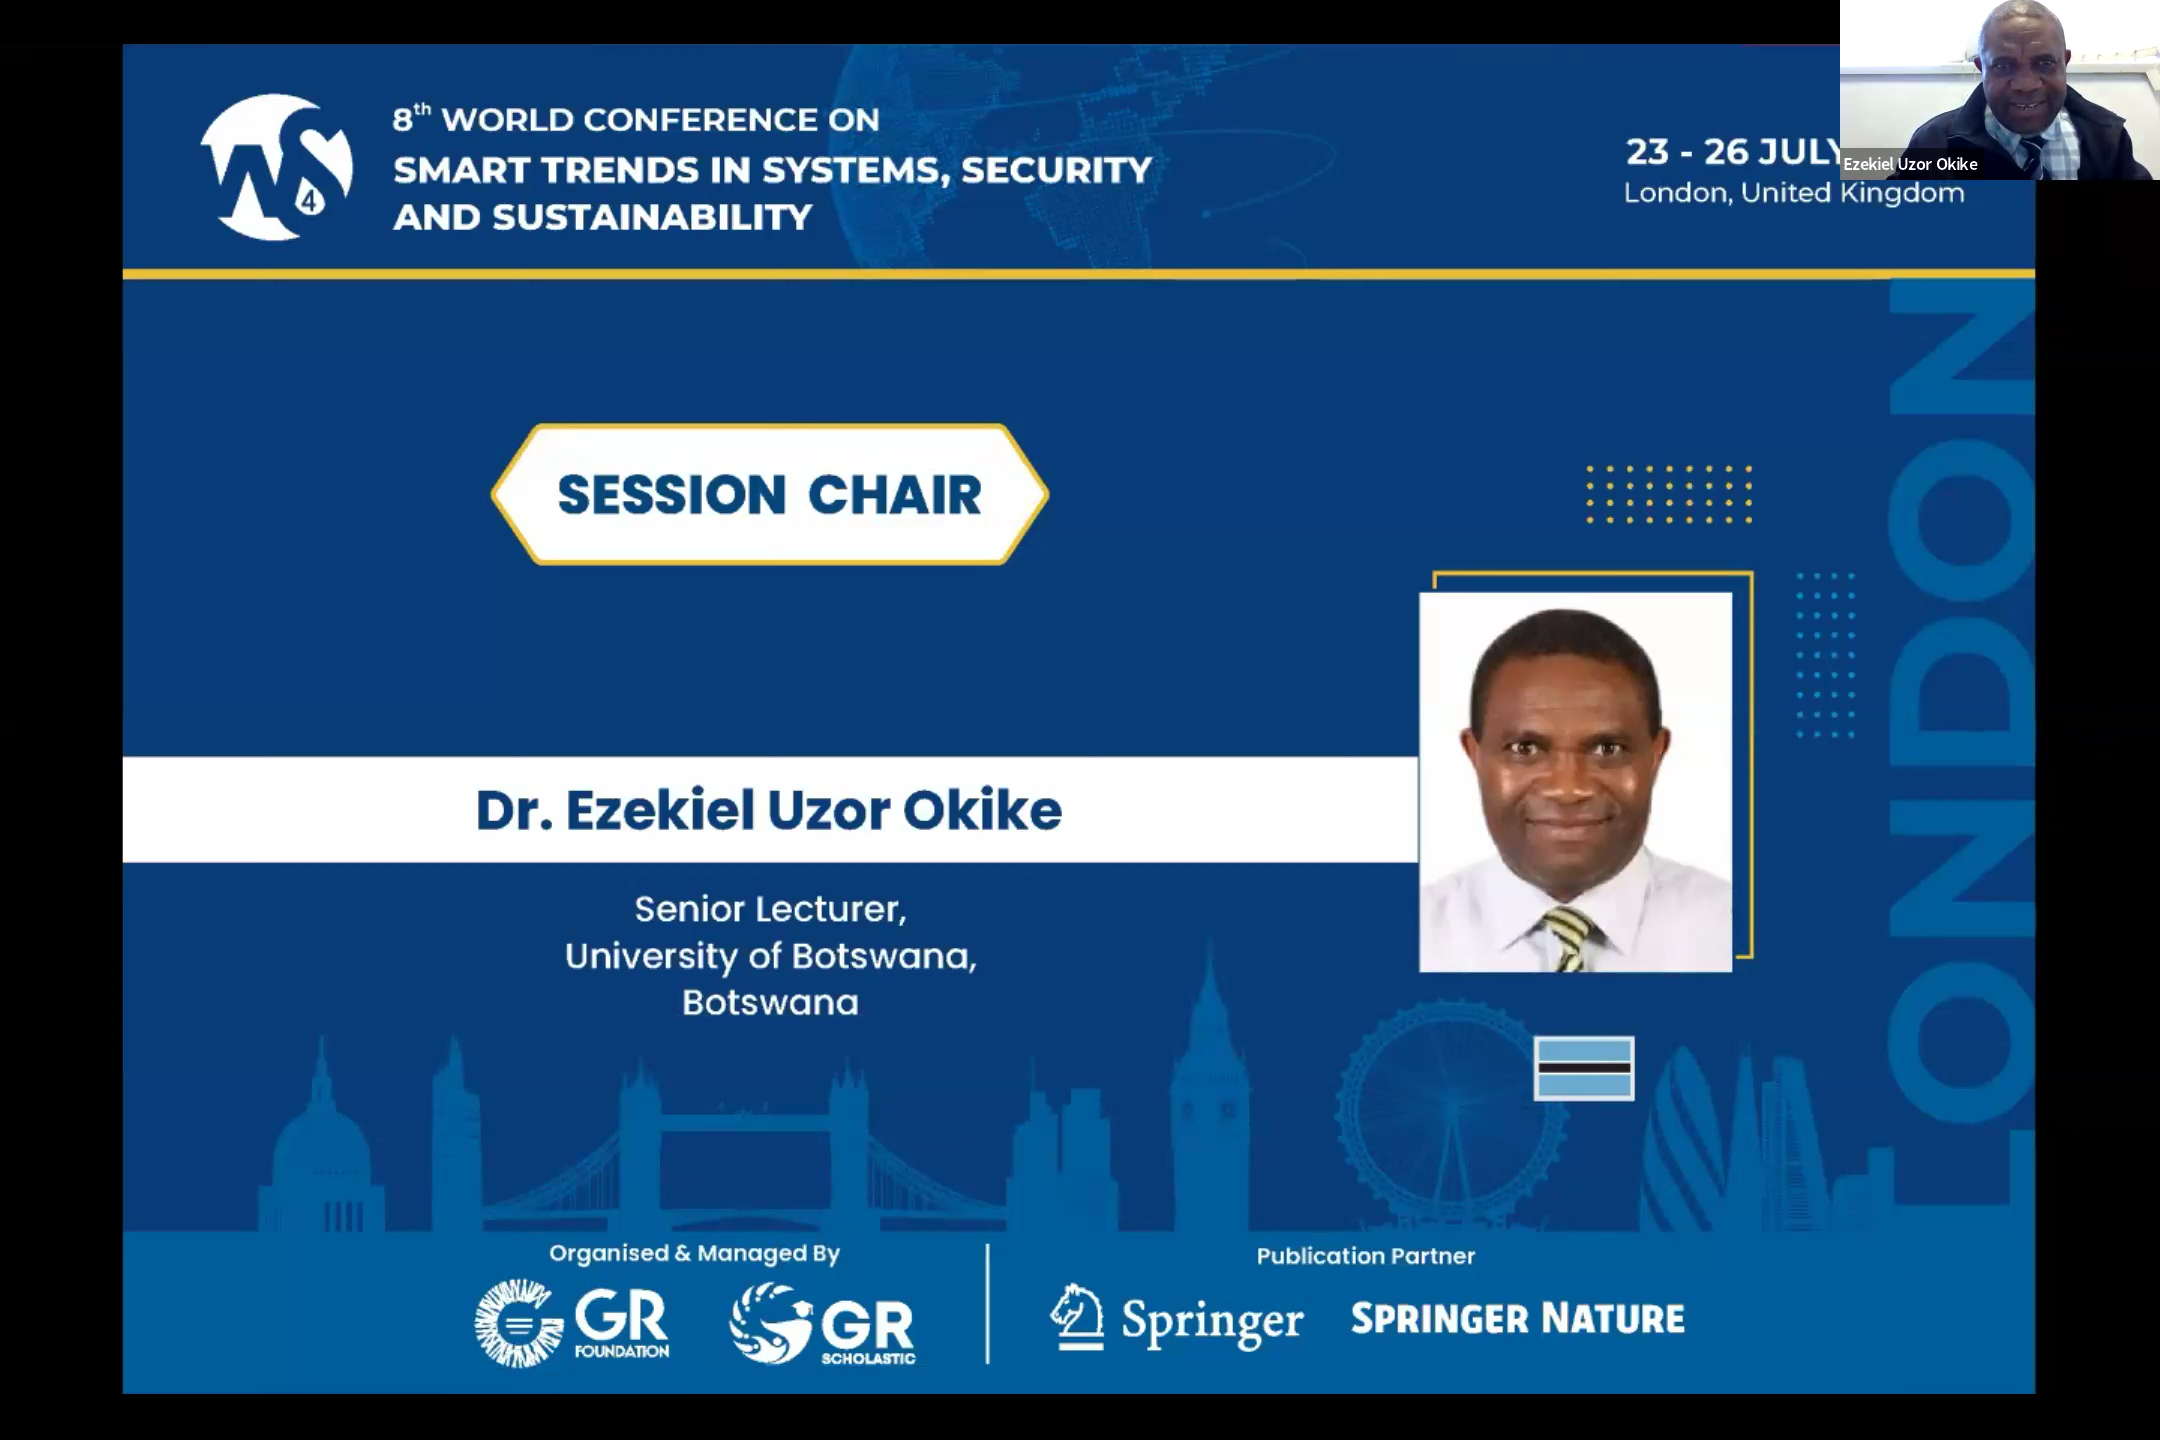 8th WORLD CONFERENCE ON
SMART TRENDS IN SYSTEMS, SECURITY
AND SUSTAINABILITY
4
23 - 26 JULY
London, United Kingdom
Ezekiel Uzor Okike
SESSION CHAIR
LONDON
Dr. Ezekiel Uzor Okike
Senior Lecturer,
University of Botswana,
Botswana
Organised & Managed By
GR
FOUNDATION
GR
SCHOLASTIC
Publication Partner
Springer
SPRINGER NATURE